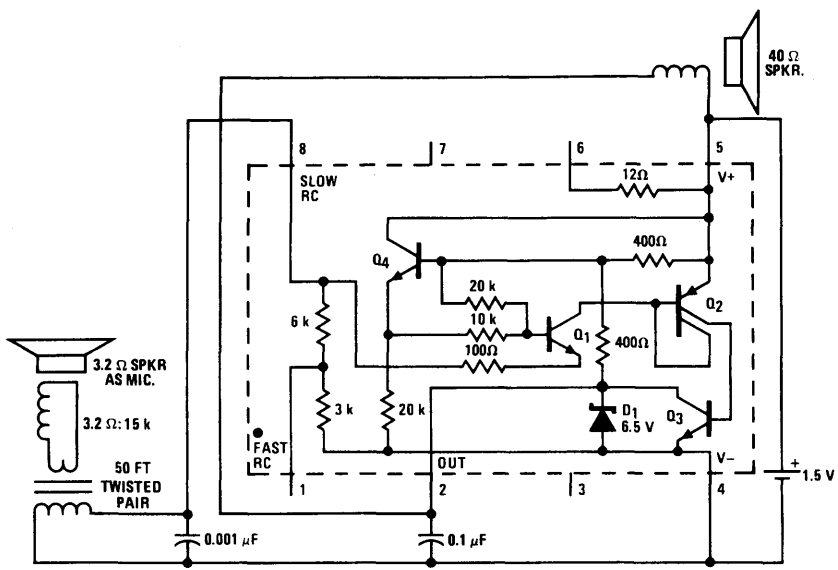 40 Ω
SPKR.
8
7
6
5
SLOW
RC
12Ω
V+
400Ω
Q4
20 k
Q2
10 k
Q1
6 k
100Ω
400Ω
3.2 Ω SPKR
AS MIC.
3.2 Ω:15 k
3 k
20 k
D1
6.5 V
Q3
FAST
RC
OUT
V−
50 FT
TWISTED
PAIR
1
2
3
4
+
1.5 V
0.001 μF
0.1 μF